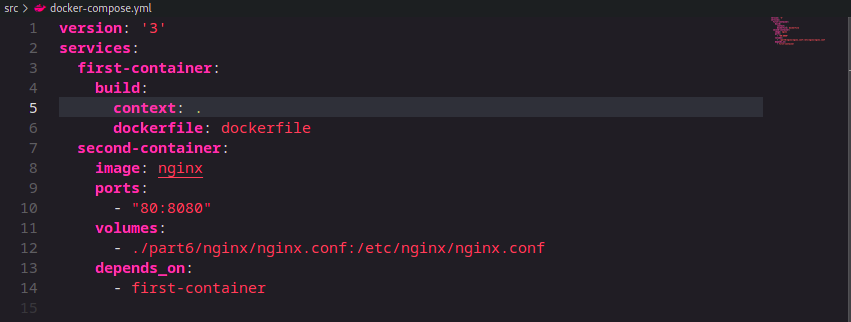 src > docker-compose.yml
1 version: '3'
2 services:
3   first-container:
4     build:
5       context: .
6       dockerfile: dockerfile
7   second-container:
8     image: nginx
9     ports:
10       - "80:8080"
11     volumes:
12       - ./part6/nginx/nginx.conf:/etc/nginx/nginx.conf
13     depends_on:
14       - first-container
15